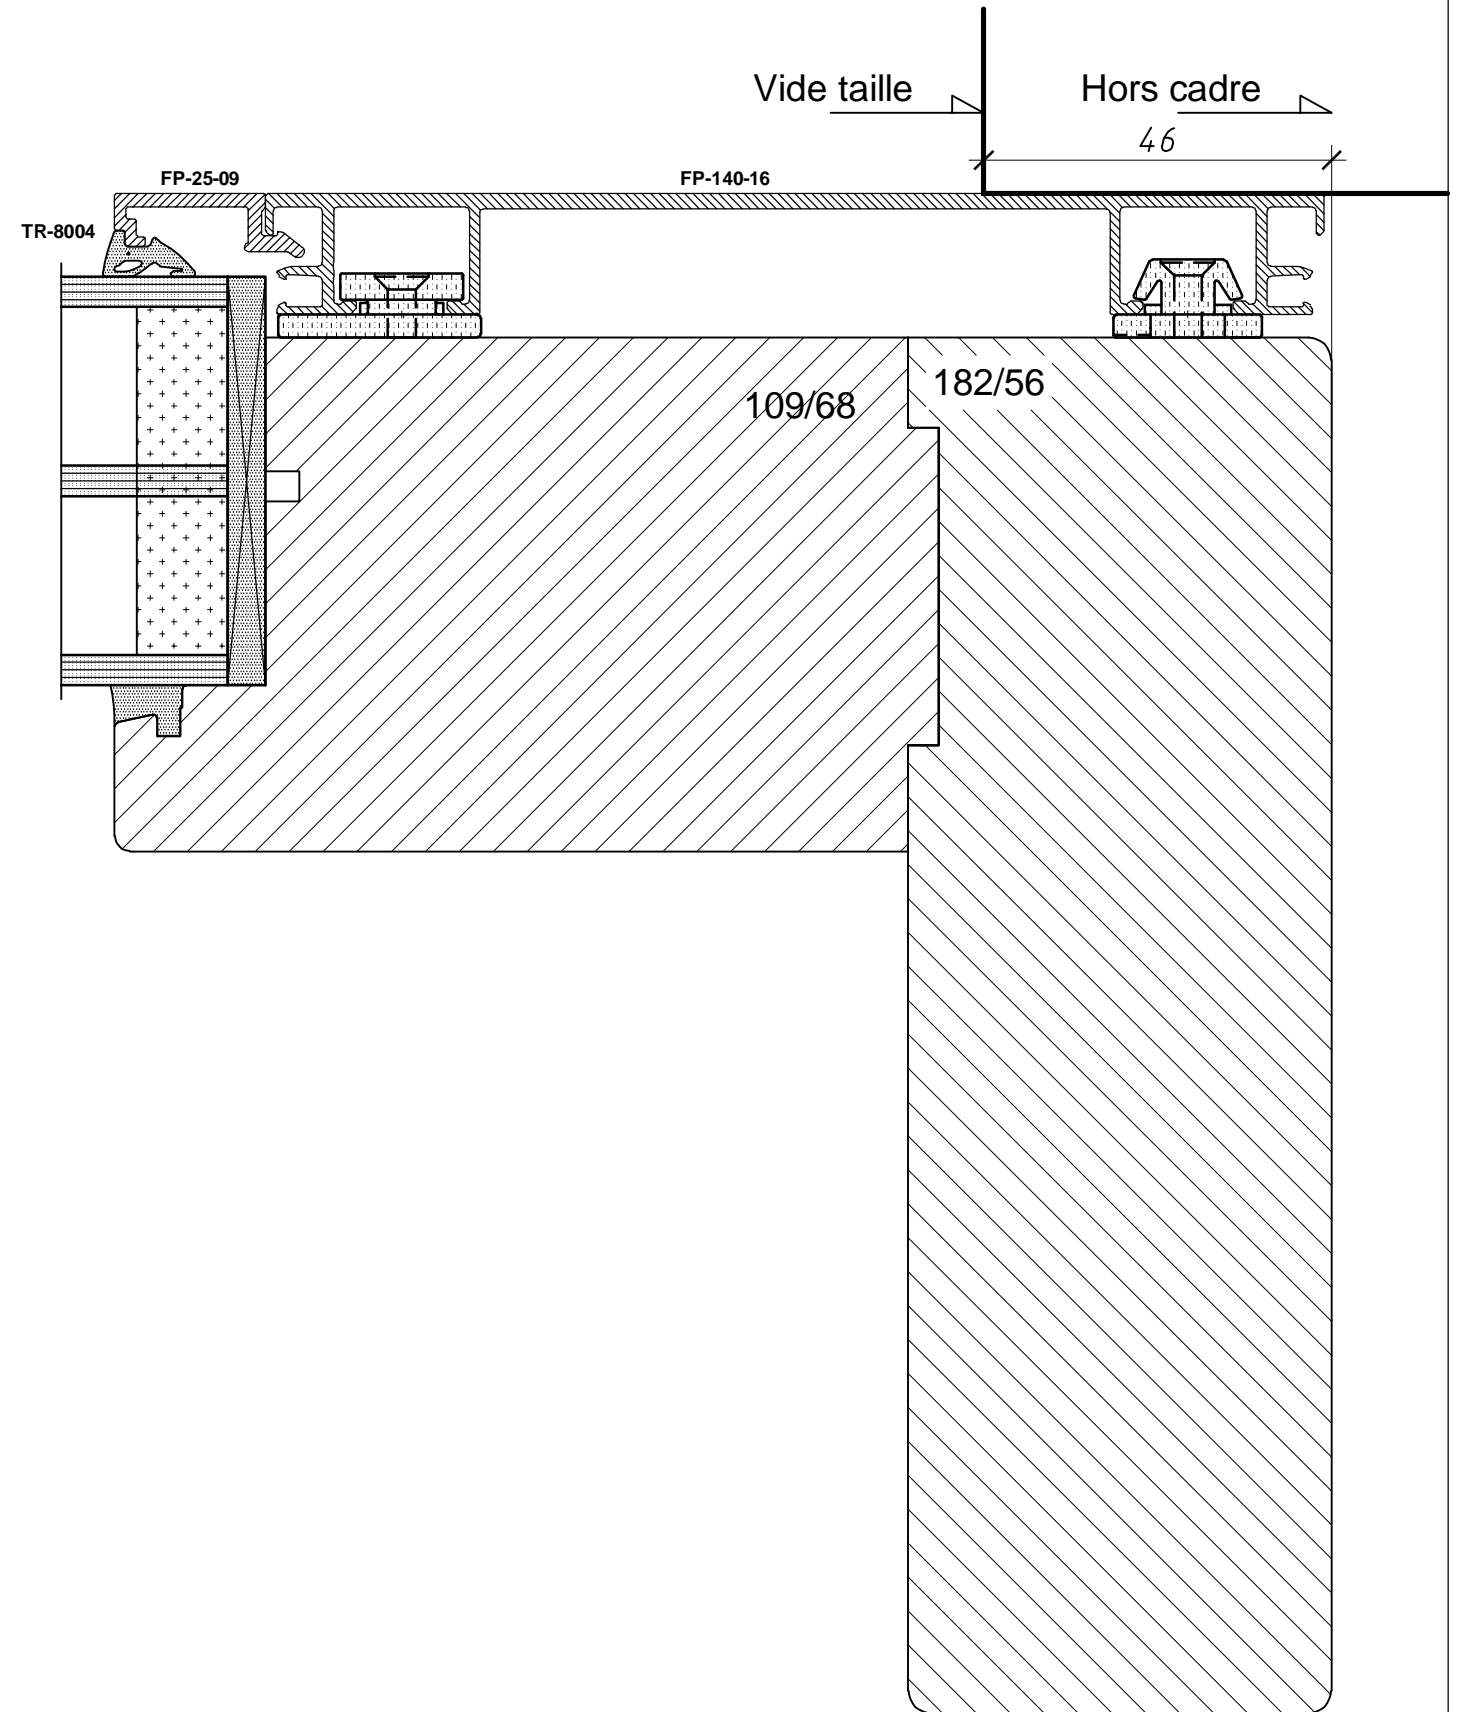 Vide taille
Hors cadre
46
FP-25-09
FP-140-16
TR-8004
182/56
109/68